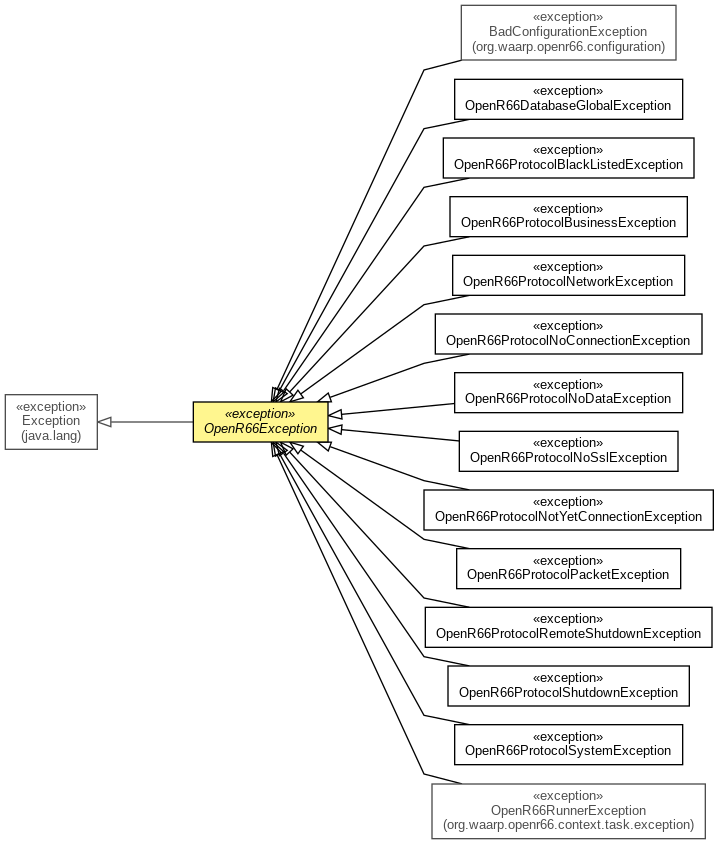 «exception»
BadConfigurationException
(org.waarp.openr66.configuration)
«exception»
OpenR66DatabaseGlobalException
«exception»
OpenR66ProtocolBlackListedException
«exception»
OpenR66ProtocolBusinessException
«exception»
OpenR66ProtocolNetworkException
«exception»
OpenR66ProtocolNoConnectionException
«exception»
OpenR66ProtocolNoDataException
«exception»
Exception
(java.lang)
«exception»
OpenR66Exception
«exception»
OpenR66ProtocolNoSslException
«exception»
OpenR66ProtocolNotYetConnectionException
«exception»
OpenR66ProtocolPacketException
«exception»
OpenR66ProtocolRemoteShutdownException
«exception»
OpenR66ProtocolShutdownException
«exception»
OpenR66ProtocolSystemException
«exception»
OpenR66RunnerException
(org.waarp.openr66.context.task.exception)